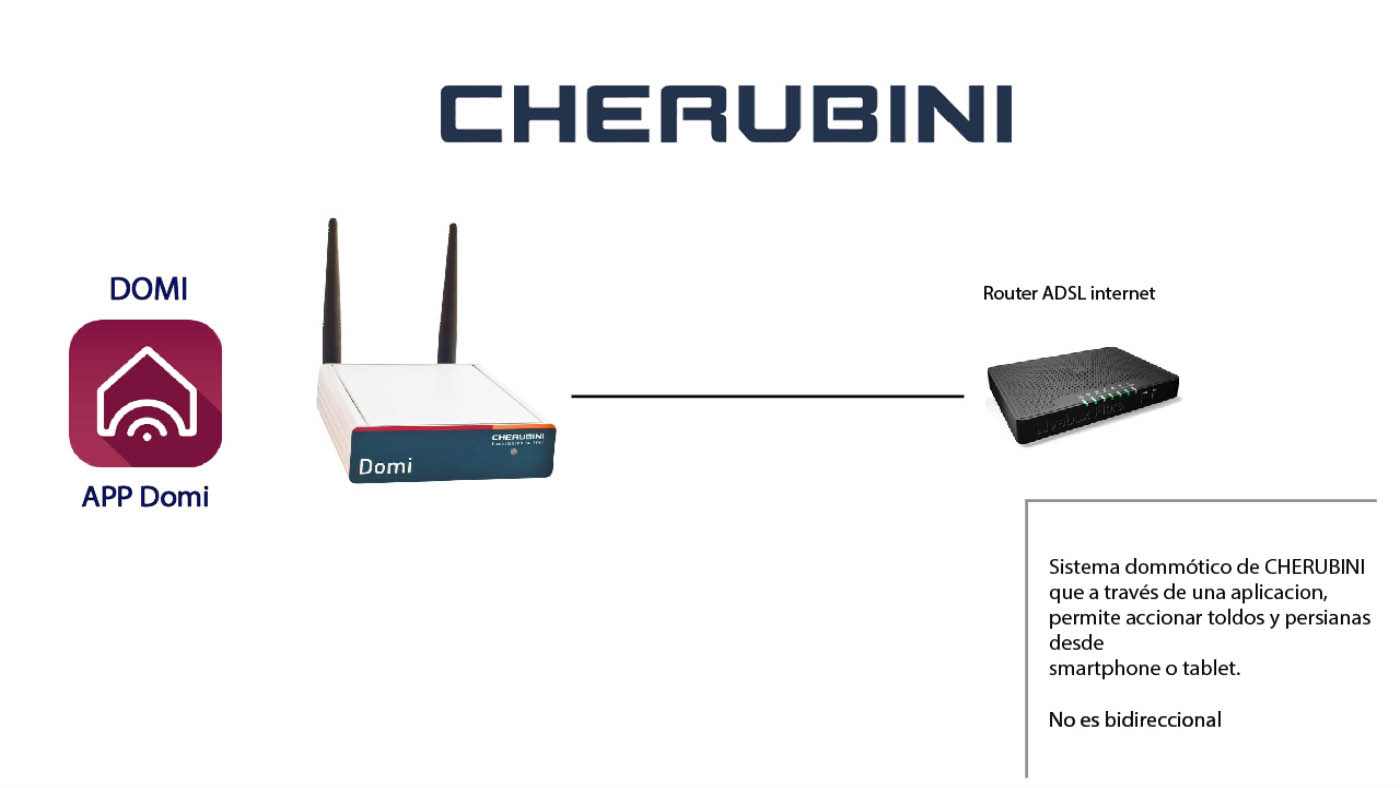 CHERUBINI
DOMI
APP Domi
CHERUBINI
Domi
Router ADSL internet
Sistema dommótico de CHERUBINI
que a través de una aplicacion,
permite accionar toldos y persianas
desde
smartphone o tablet.
No es bidireccional